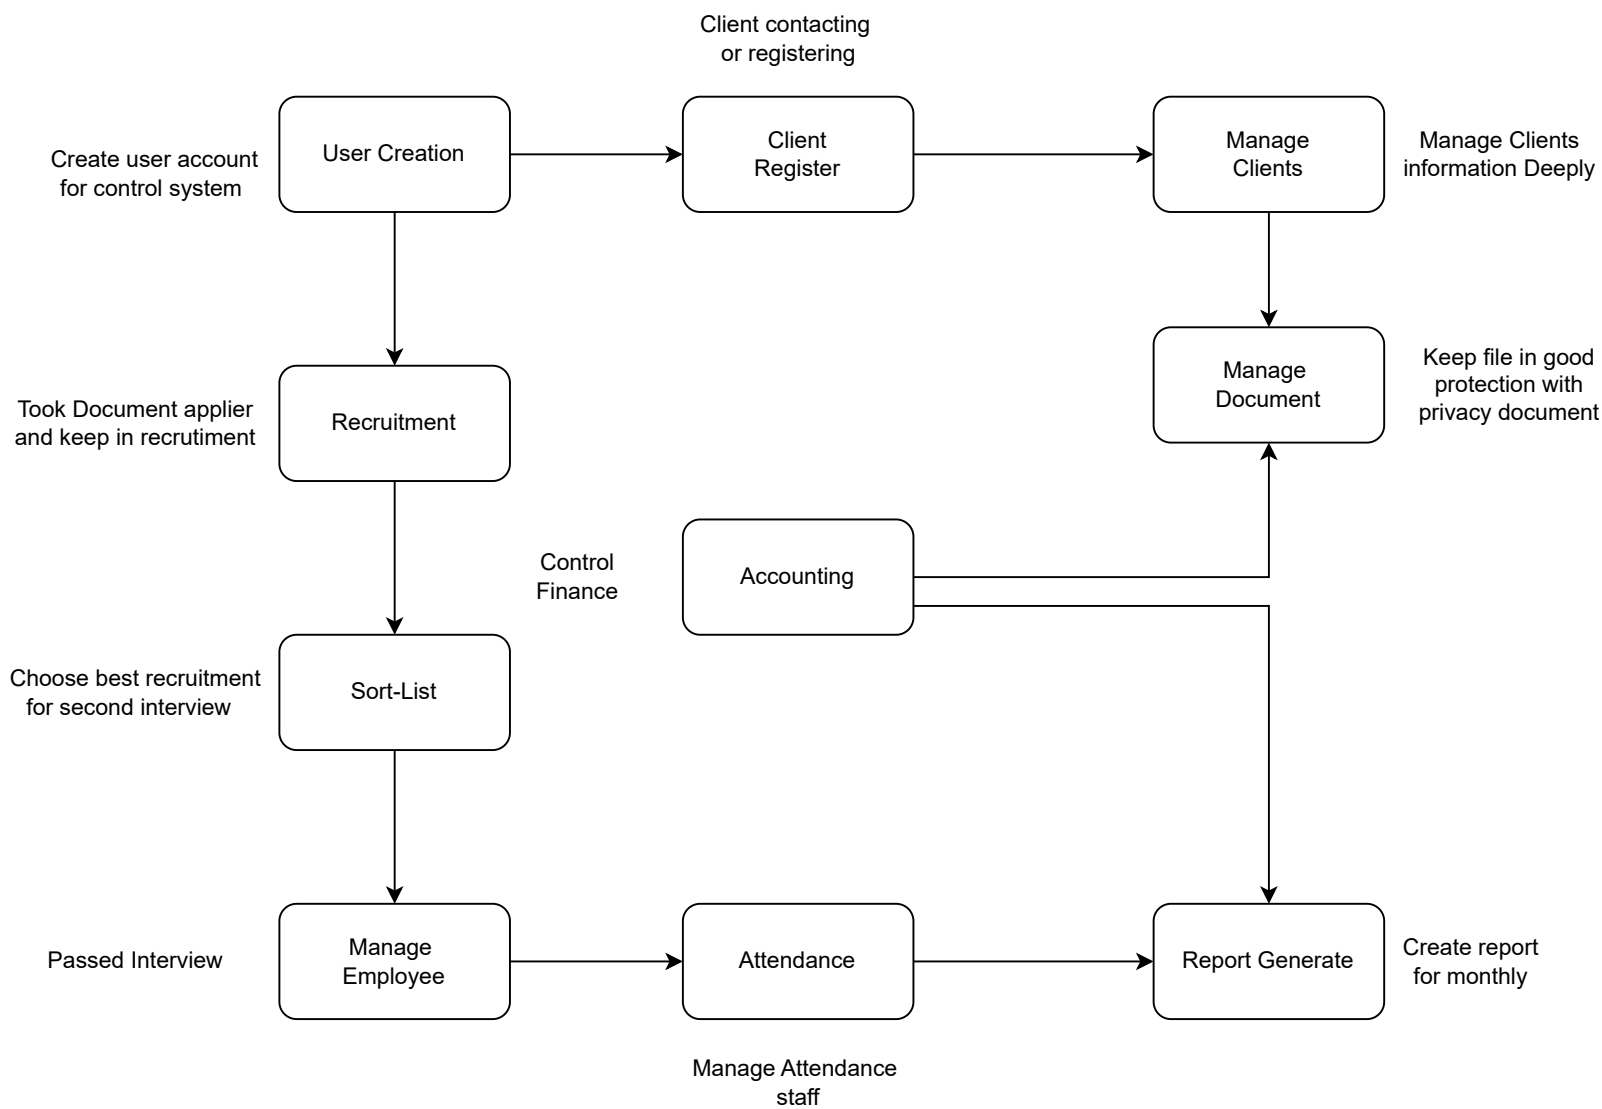 Client contacting
or registering
Create user account
for control system
User Creation
Client
Register
Manage
Clients
Manage Clients
information Deeply
Took Document applier
and keep in recrutiment
Recruitment
Manage
Document
Keep file in good
protection with
privacy document
Control
Finance
Accounting
Choose best recruitment
for second interview
Sort-List
Passed Interview
Manage
Employee
Attendance
Report Generate
Create report
for monthly
Manage Attendance
staff